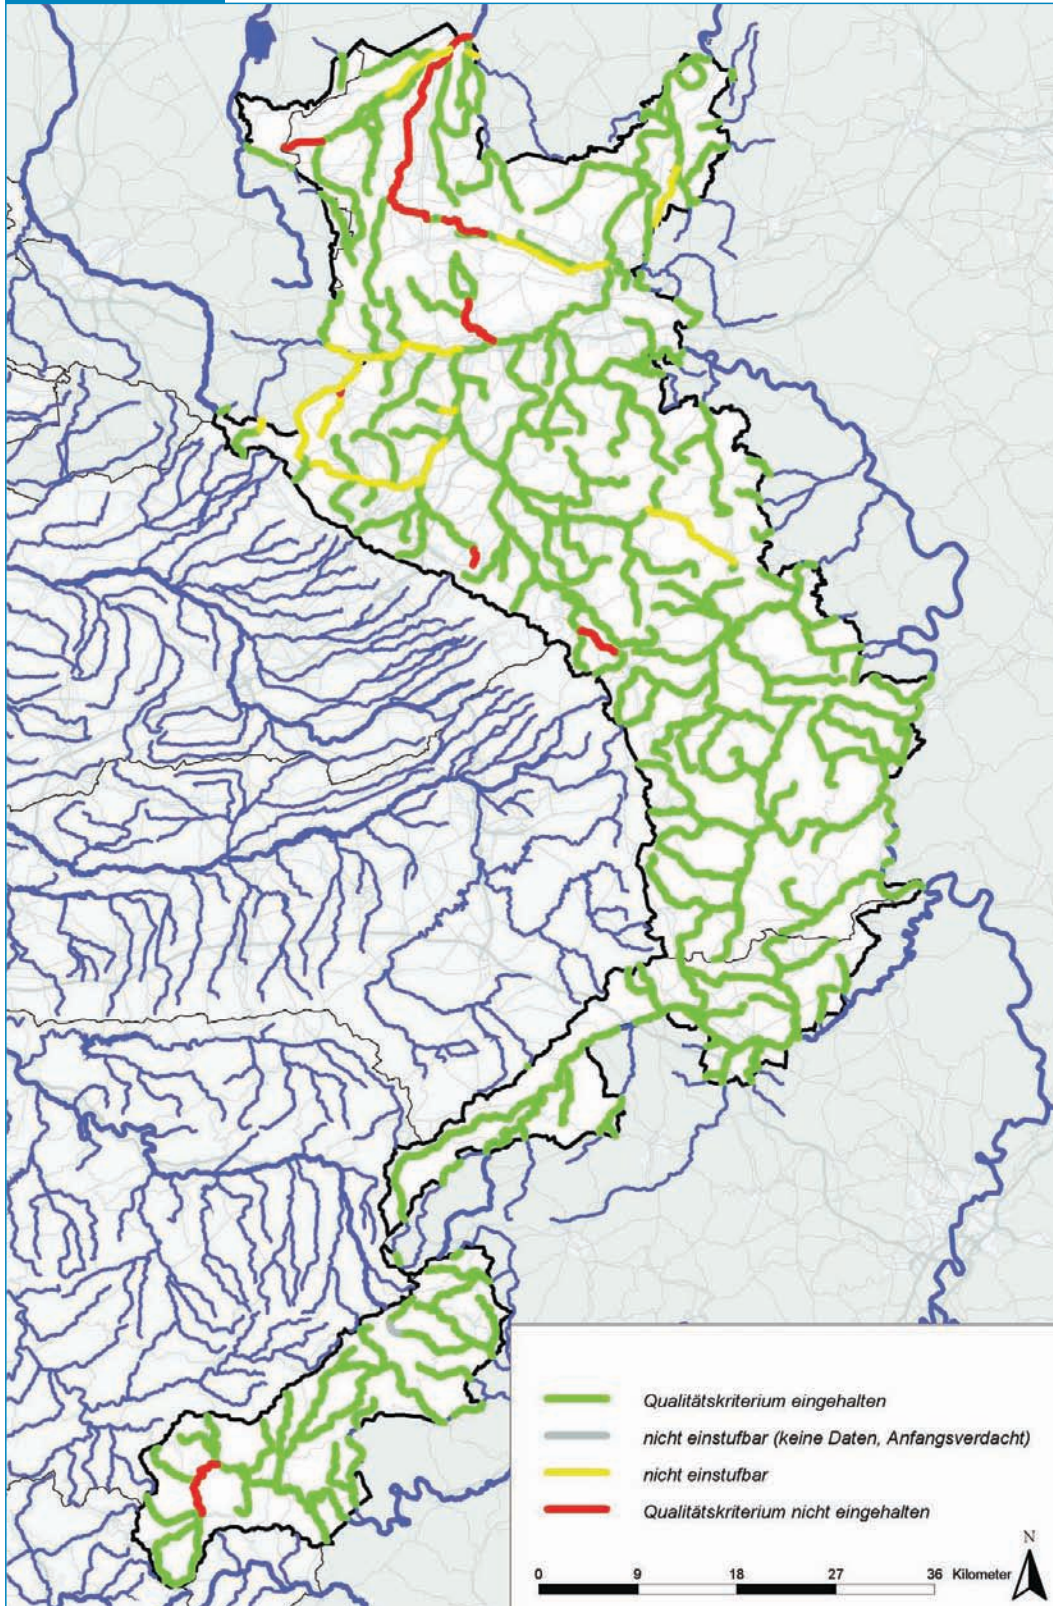 Qualitätskriterium eingehalten
nicht einstufbar (keine Daten, Anfangsverdacht)
nicht einstufbar
Qualitätskriterium nicht eingehalten
N
0 9 18 27 36 Kilometer